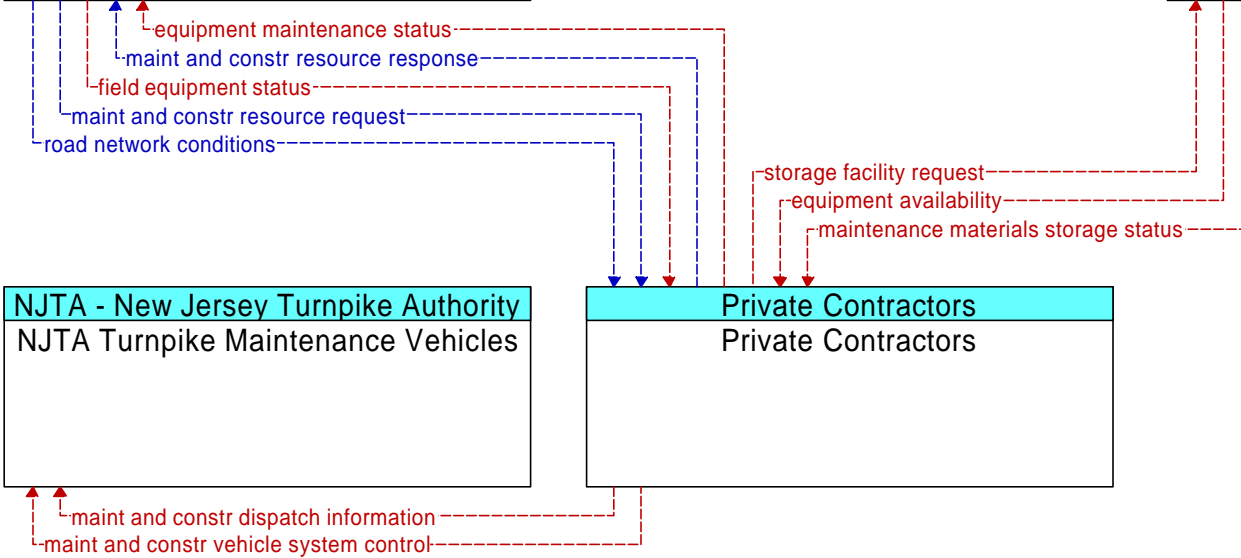 equipment maintenance status
maint and constr resource response
field equipment status
maint and constr resource request
road network conditions
storage facility request
equipment availability
maintenance materials storage status
NJTA - New Jersey Turnpike Authority
NJTA Turnpike Maintenance Vehicles
Private Contractors
Private Contractors
maint and constr dispatch information
maint and constr vehicle system control